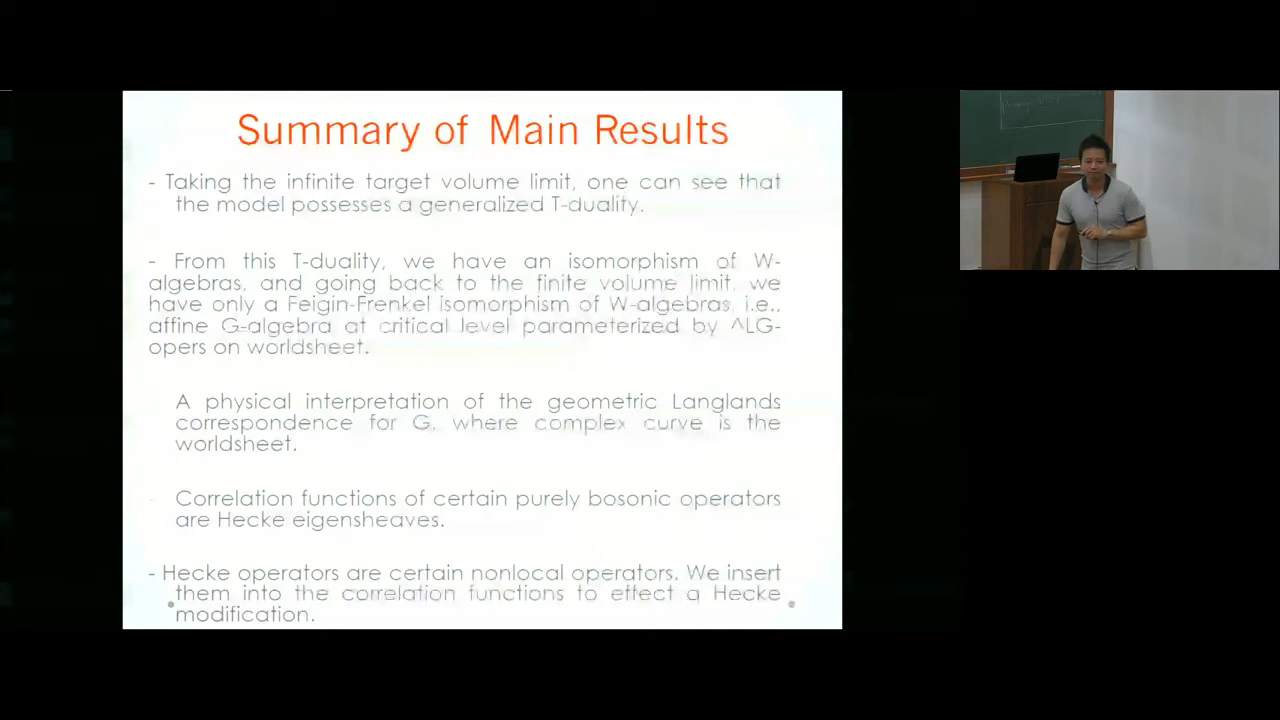 Summary of Main Results
- Taking the infinite target volume limit, one can see that
the model possesses a generalized T-duality.
- From this T-duality, we have an isomorphism of W-
algebras, and going back to the finite volume limit, we
have only a Feigin-Frenkel isomorphism of W-algebras, i.e.,
affine G-algebra at critical level parameterized by ^LG-
opers on worldsheet.
A physical interpretation of the geometric Langlands
correspondence for G, where complex curve is the
worldsheet.
- Correlation functions of certain purely bosonic operators
are Hecke eigensheaves.
- Hecke operators are certain nonlocal operators. We insert
them into the correlation functions to effect a Hecke
modification.